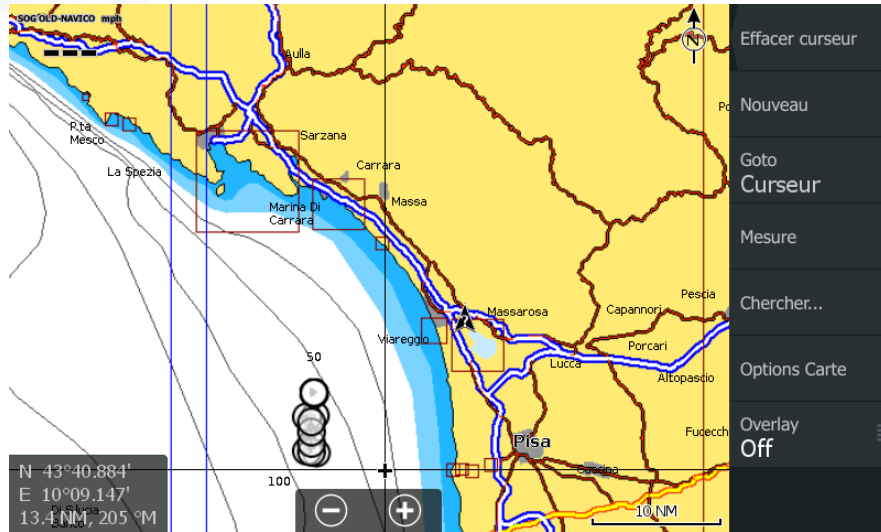 SOG OLD-NAVICO mph
N
Aulla
P.ta
Mesco
Sarzana
La Spezia
Carrara
Massa
Marina Di
Carrara
Massarosa
Capannori
Pescia
Viareggio
Porcari
Lucca
Altopascio
50
Pisa
Fucecch
Cascina
100
10 NM
N 43°40.884'
E 10°09.147'
13.4 NM, 205 °M
Effacer curseur
Nouveau
Goto
Curseur
Mesure
Chercher...
Options Carte
Overlay
Off